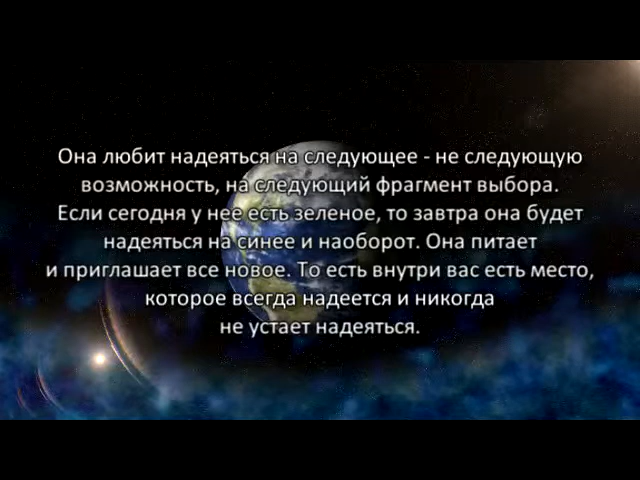 Она любит надеяться на следующее - не следующую
возможность, на следующий фрагмент выбора.
Если сегодня у нее есть зеленое, то завтра она будет
надеяться на синее и наоборот. Она питает
и приглашает все новое. То есть внутри вас есть место,
которое всегда надеется и никогда
не устает надеяться.